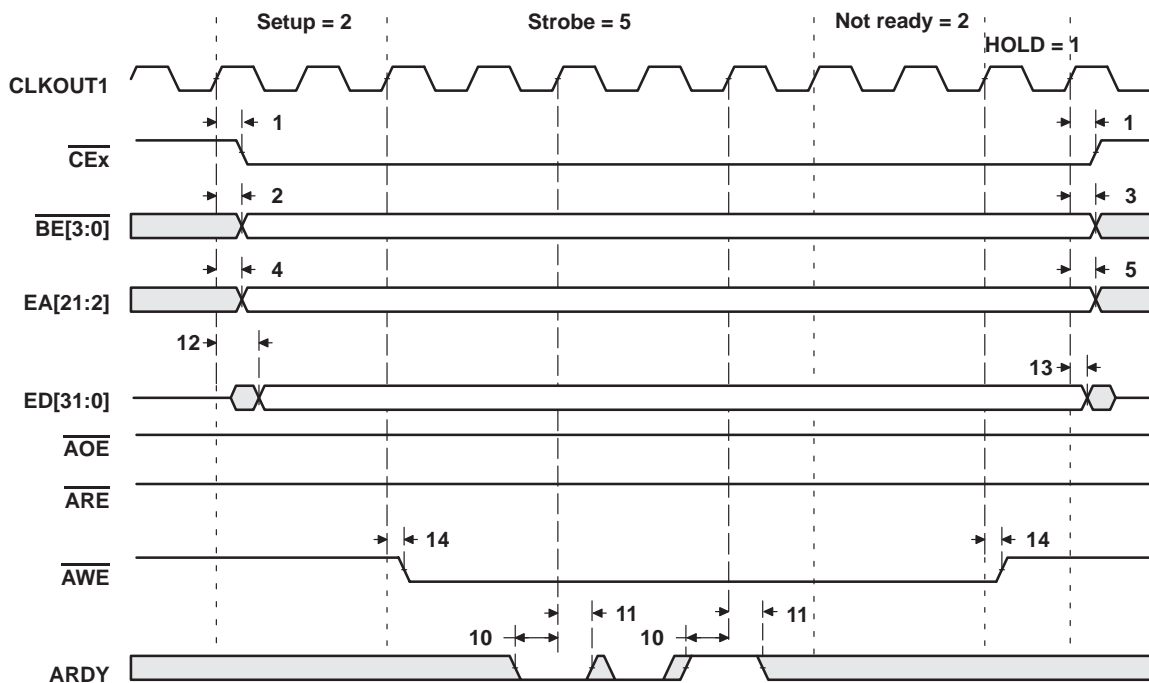 Setup = 2 Strobe = 5 Not ready = 2
HOLD = 1
CLKOUT1
1 1
CEx
2 3
BE[3:0]
4 5
EA[21:2]
12
13
ED[31:0]
AOE
ARE
14 14
AWE
10 11 10 11
ARDY